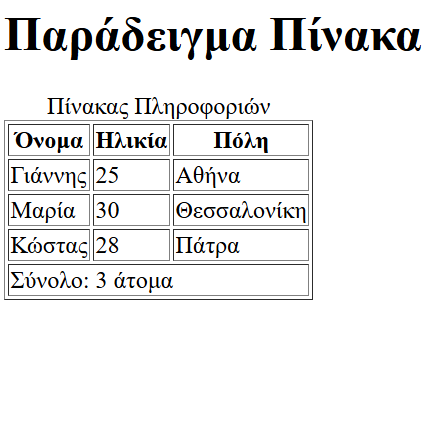 Παράδειγμα Πίνακα
Πίνακας Πληροφοριών
Όνομα Ηλικία Πόλη
Γιάννης 25 Αθήνα
Μαρία 30 Θεσσαλονίκη
Κώστας 28 Πάτρα
Σύνολο: 3 άτομα